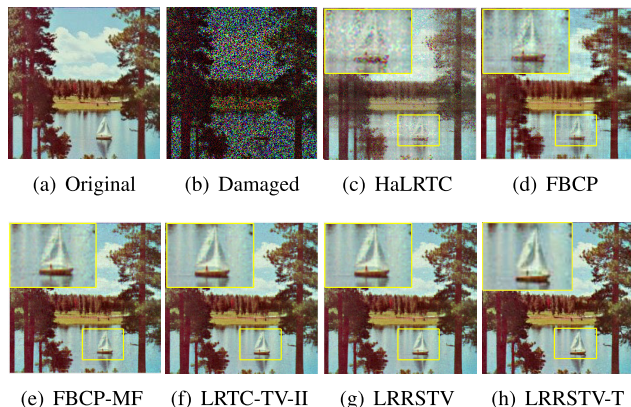 (a) Original
(b) Damaged
(c) HaLRTC
(d) FBCP
(e) FBCP-MF
(f) LRTC-TV-II
(g) LRRSTV
(h) LRRSTV-T